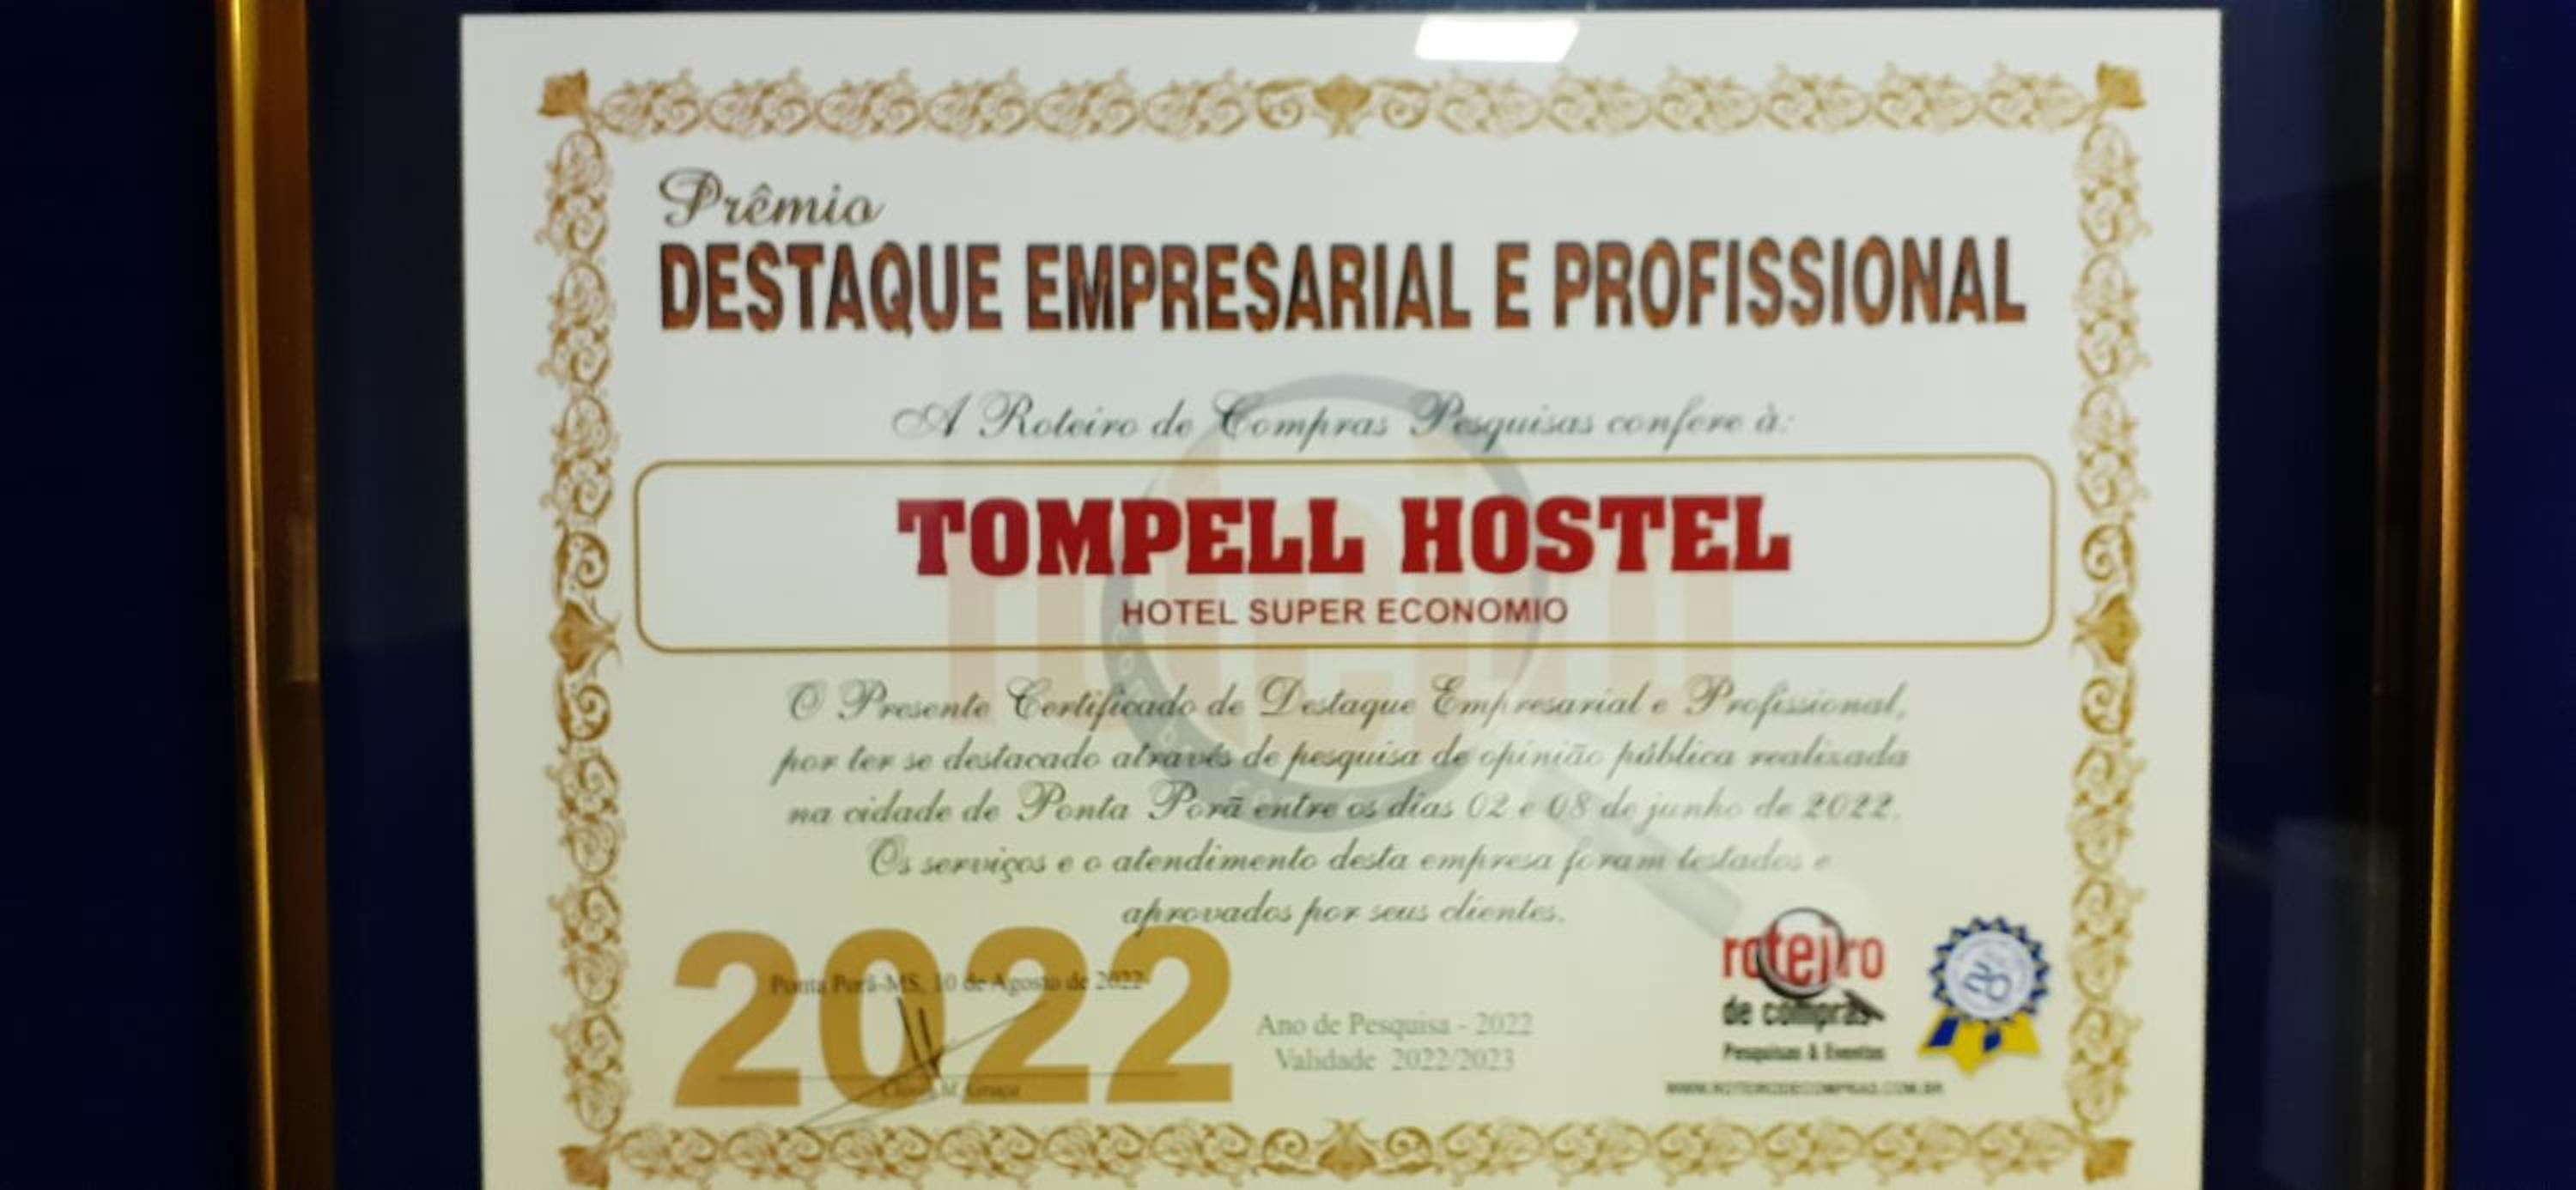 Prêmio
DESTAQUE EMPRESARIAL E PROFISSIONAL
A Roteiro de Compras Pesquisas confere à:
TOMPELL HOSTEL
HOTEL SUPER ECONOMIO
O Presente Certificado de Destaque Empresarial e Profissional,
por ter se destacado através de pesquisa de opinião pública realizada
na cidade de Ponta Porã entre os dias 02 e 08 de junho de 2022.
Os serviços e o atendimento desta empresa foram testados e
aprovados por seus clientes.
2022
Ponta Porã-MS, 10 de Agosto de 2022
Ano de Pesquisa - 2022
Validade 2022/2023
roteiro
de compras
Pesquisas & Eventos
WWW.ROTEIRODECOMPRAS.COM.BR